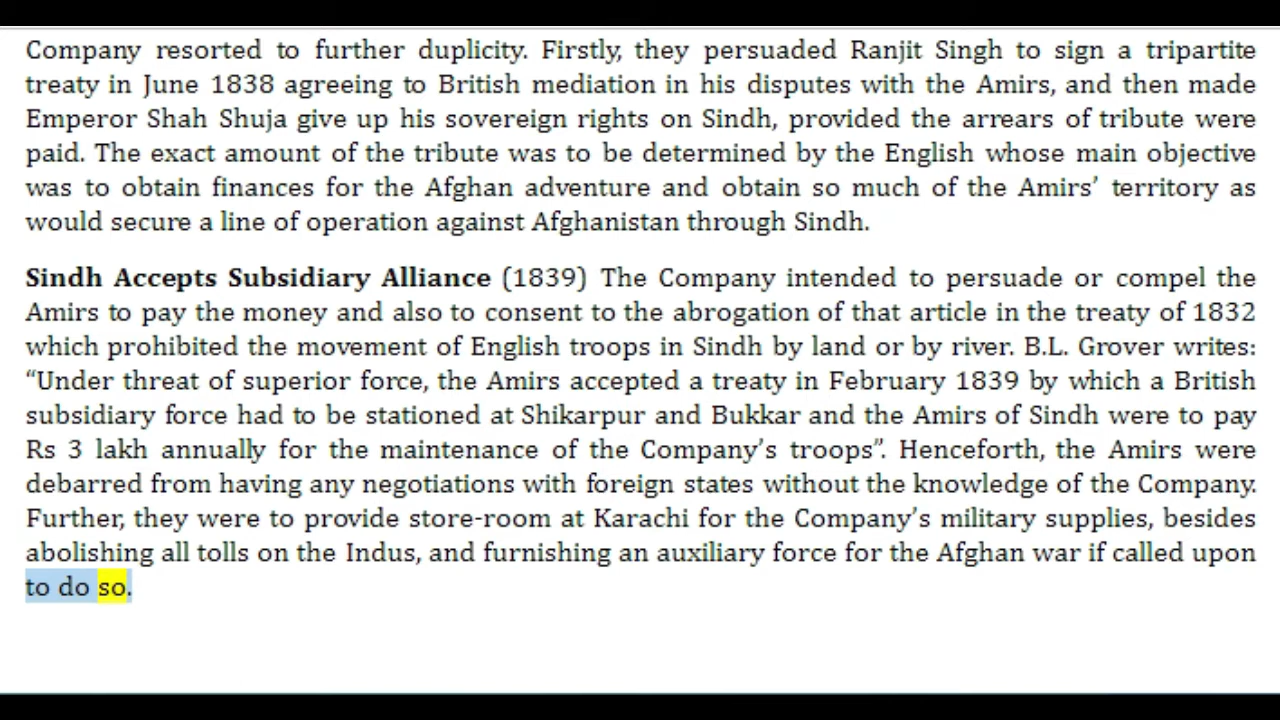 Company resorted to further duplicity. Firstly, they persuaded Ranjit Singh to sign a tripartite
treaty in June 1838 agreeing to British mediation in his disputes with the Amirs, and then made
Emperor Shah Shuja give up his sovereign rights on Sindh, provided the arrears of tribute were
paid. The exact amount of the tribute was to be determined by the English whose main objective
was to obtain finances for the Afghan adventure and obtain so much of the Amirs’ territory as
would secure a line of operation against Afghanistan through Sindh.
Sindh Accepts Subsidiary Alliance (1839) The Company intended to persuade or compel the
Amirs to pay the money and also to consent to the abrogation of that article in the treaty of 1832
which prohibited the movement of English troops in Sindh by land or by river. B.L. Grover writes:
“Under threat of superior force, the Amirs accepted a treaty in February 1839 by which a British
subsidiary force had to be stationed at Shikarpur and Bukkar and the Amirs of Sindh were to pay
Rs 3 lakh annually for the maintenance of the Company’s troops”. Henceforth, the Amirs were
debarred from having any negotiations with foreign states without the knowledge of the Company.
Further, they were to provide store-room at Karachi for the Company’s military supplies, besides
abolishing all tolls on the Indus, and furnishing an auxiliary force for the Afghan war if called upon
to do so.